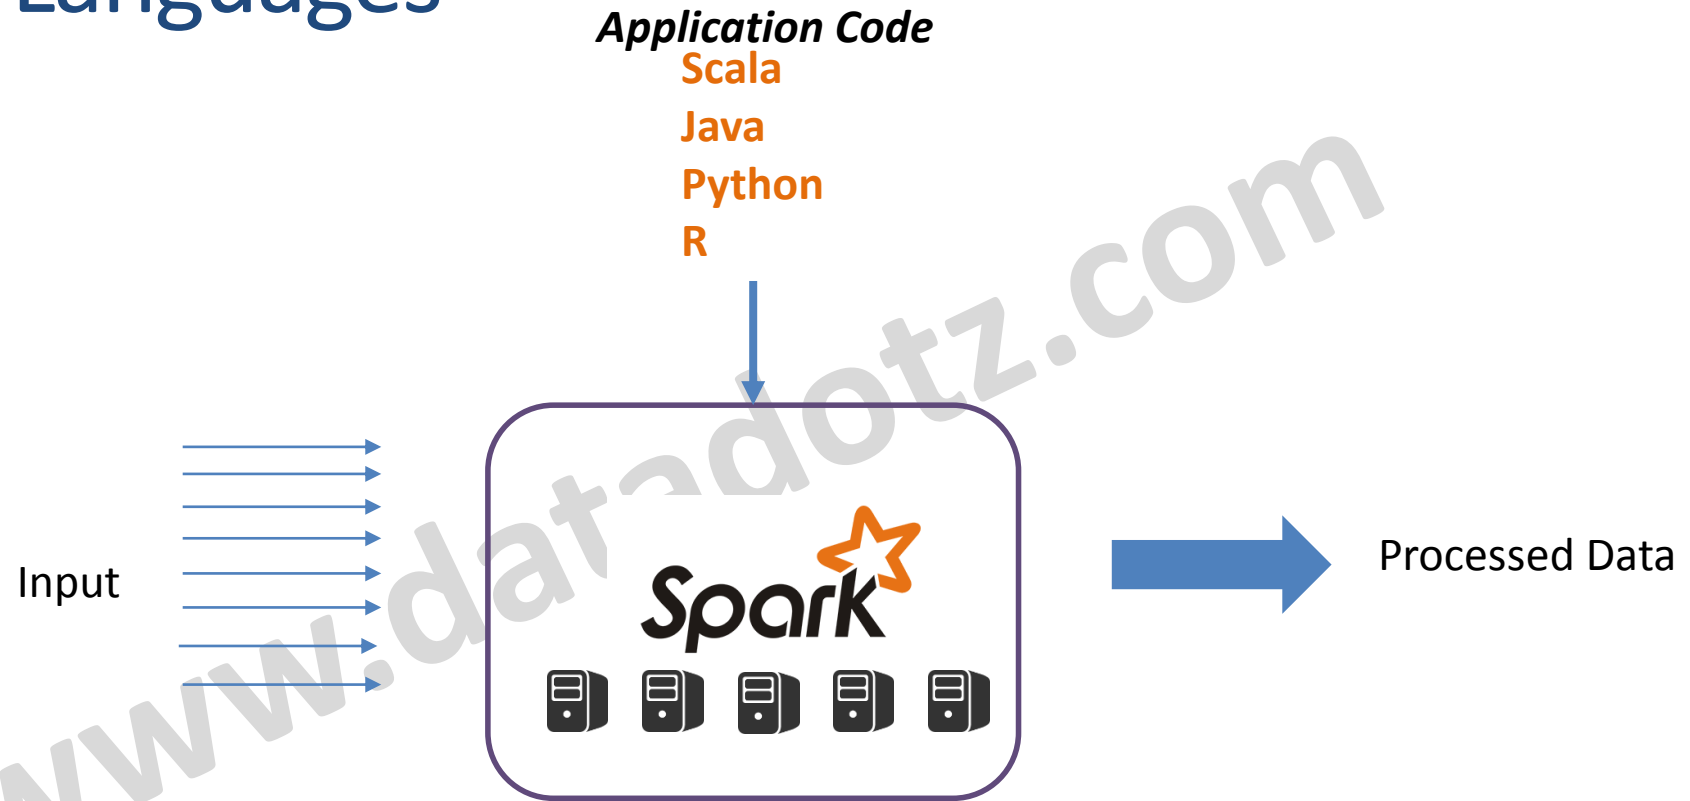 Languages
Application Code
Scala
Java
Python
R
Input
Spark
Processed Data
www.datadotz.com